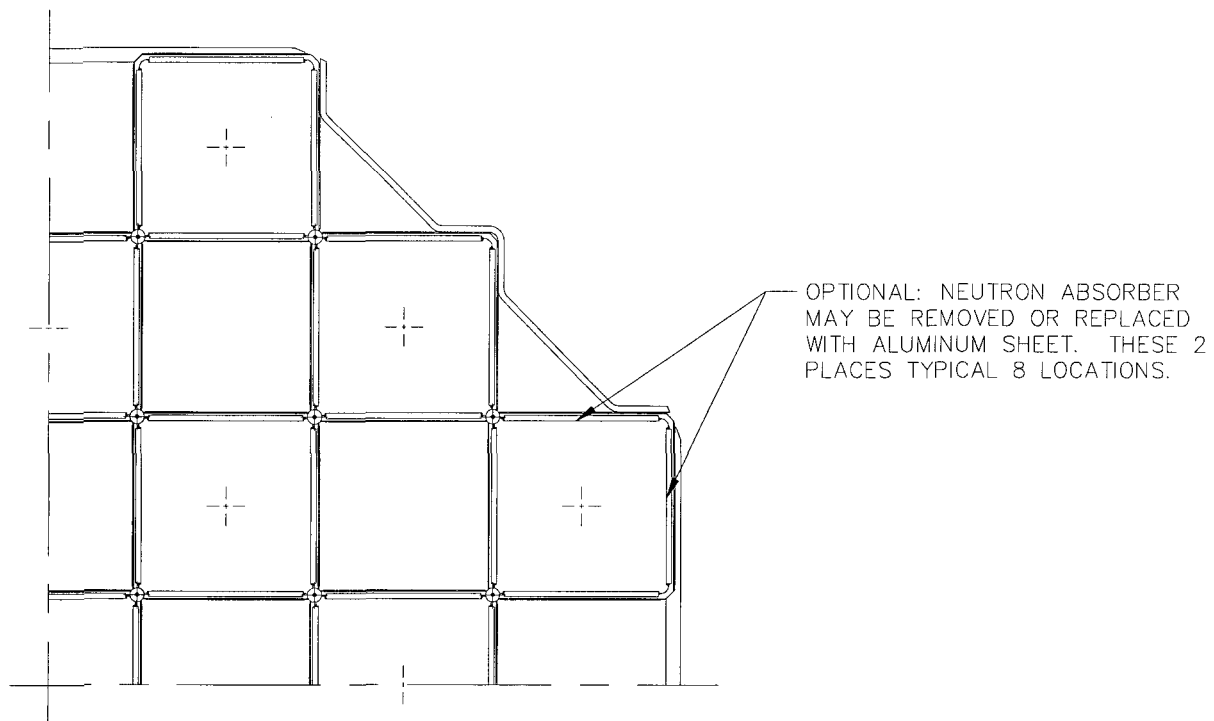 OPTIONAL: NEUTRON ABSORBER
MAY BE REMOVED OR REPLACED
WITH ALUMINUM SHEET. THESE 2
PLACES TYPICAL 8 LOCATIONS.